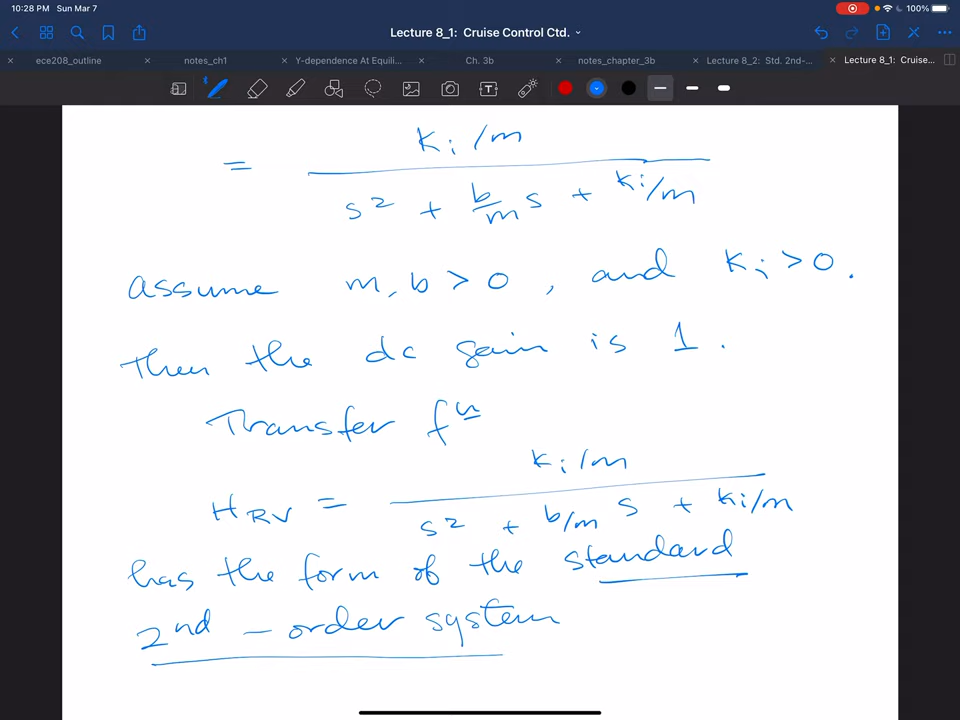 10:28 PM Sun Mar 7
100%
Lecture 8_1: Cruise Control Ctd.
ece208_outline
notes_ch1
Y-dependence At Equili...
Ch. 3b
notes_chapter_3b
Lecture 8_2: Std. 2nd-...
Lecture 8_1: Cruise...
Ki/m
=
s² + b/m s + Ki/m
assume m, b > 0, and Ki > 0.
then the dc gain is 1.
Transfer fⁿ
Ki/m
H_RV =
s² + b/m s + Ki/m
has the form of the standard
2nd - order system